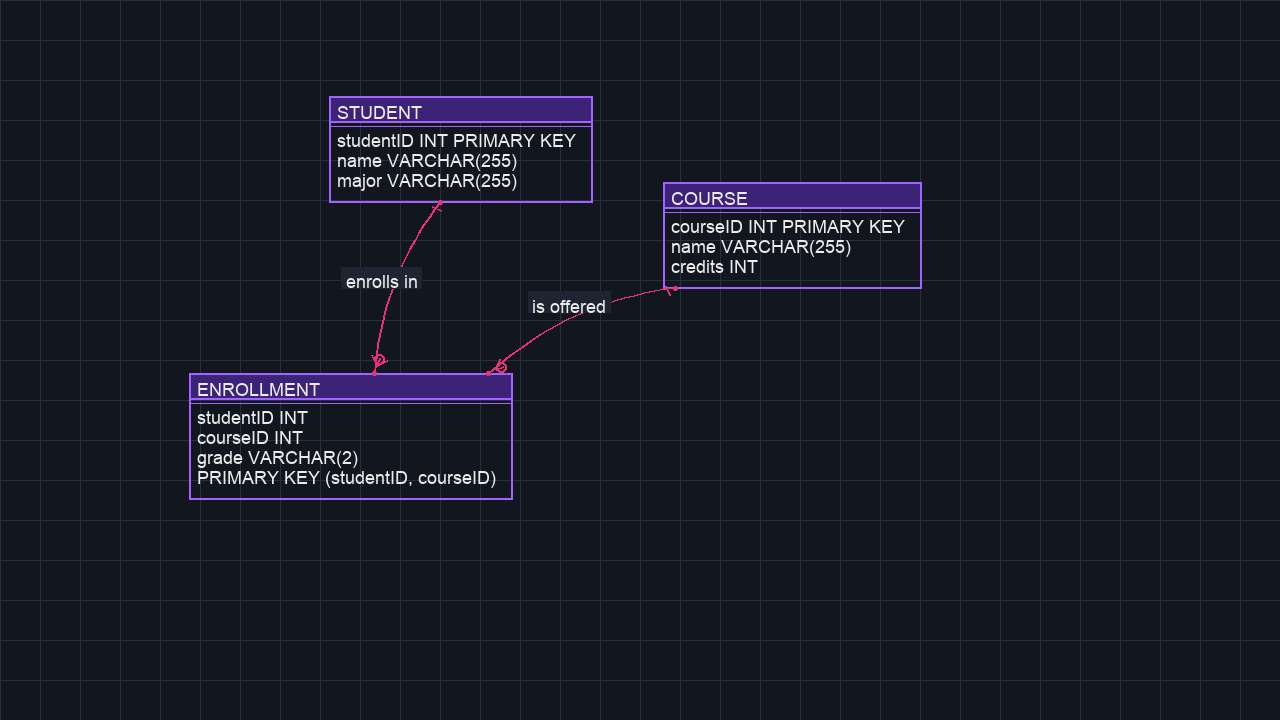 STUDENT
studentID INT PRIMARY KEY
name VARCHAR(255)
major VARCHAR(255)
COURSE
courseID INT PRIMARY KEY
name VARCHAR(255)
credits INT
enrolls in
is offered
ENROLLMENT
studentID INT
courseID INT
grade VARCHAR(2)
PRIMARY KEY (studentID, courseID)